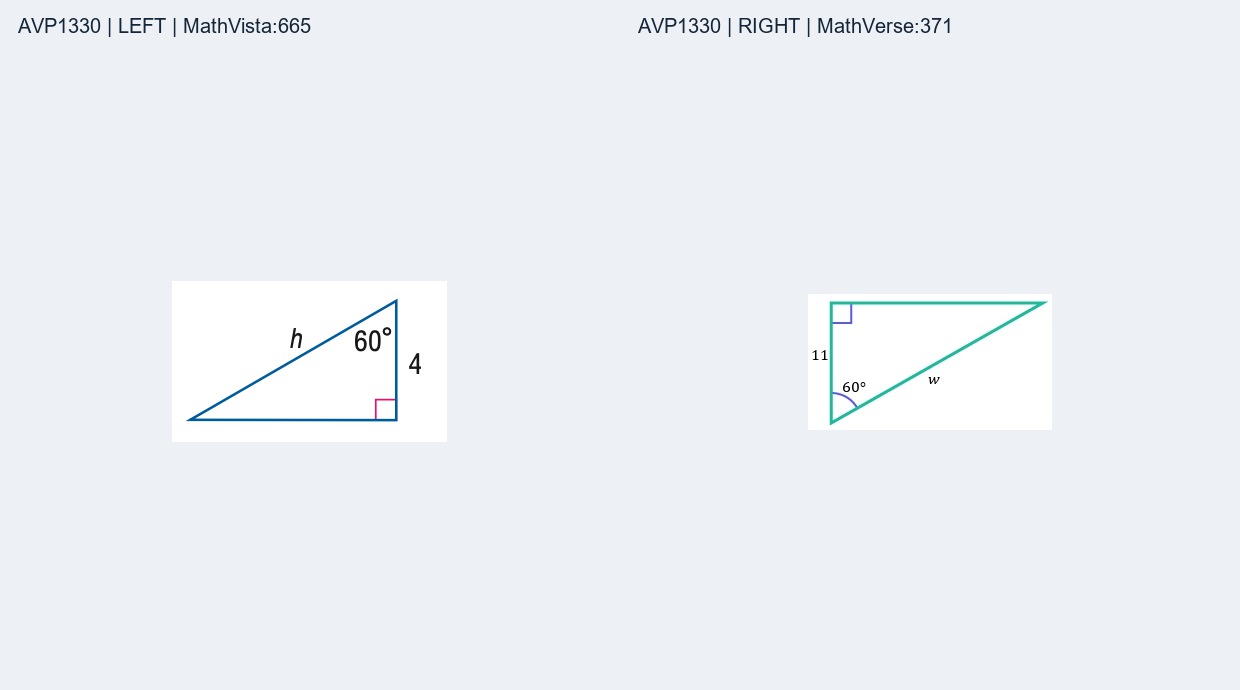 AVP1330 | LEFT | MathVista:665
h
60°
4
AVP1330 | RIGHT | MathVerse:371
11
60°
w